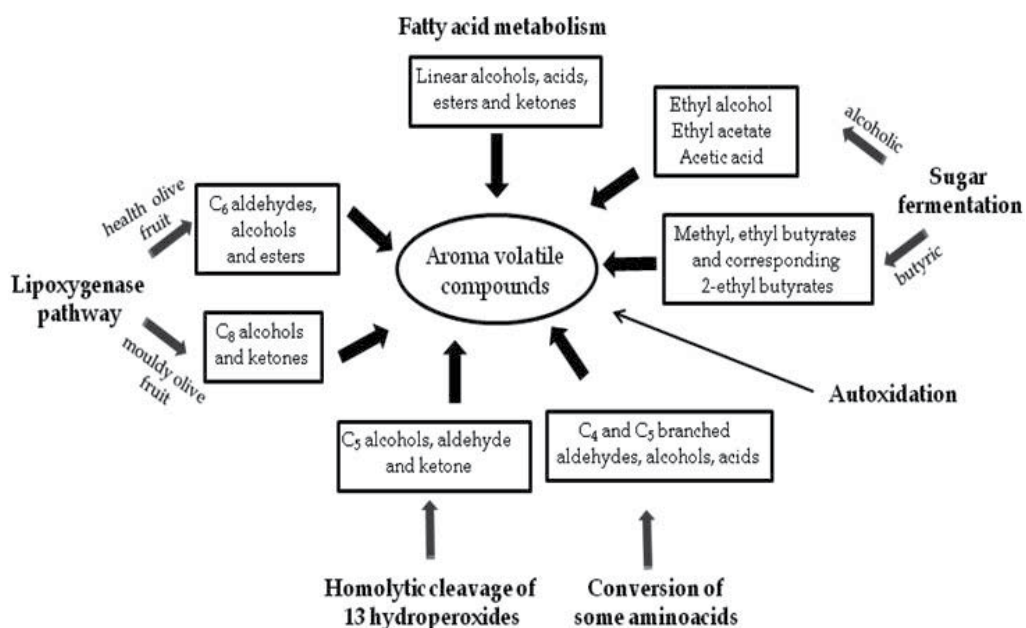 Fatty acid metabolism
Linear alcohols, acids,
esters and ketones
Ethyl alcohol
Ethyl acetate
Acetic acid
alcoholic
Sugar
fermentation
butyric
Methyl, ethyl butyrates
and corresponding
2-ethyl butyrates
health olive
fruit
C₆ aldehydes,
alcohols
and esters
Aroma volatile
compounds
Lipoxygenase
pathway
mouldy olive
fruit
C₈ alcohols
and ketones
Autoxidation
C₅ alcohols, aldehyde
and ketone
C₄ and C₅ branched
aldehydes, alcohols, acids
Homolytic cleavage of
13 hydroperoxides
Conversion of
some aminoacids